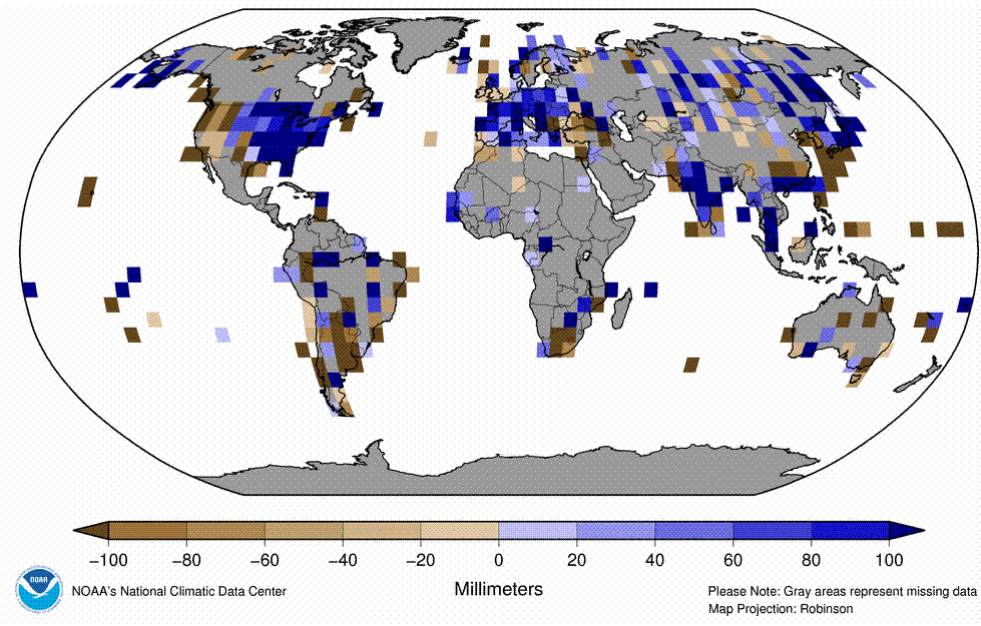 −100 −80 −60 −40 −20 0 20 40 60 80 100
Millimeters
NOAA
NOAA's National Climatic Data Center
Please Note: Gray areas represent missing data
Map Projection: Robinson